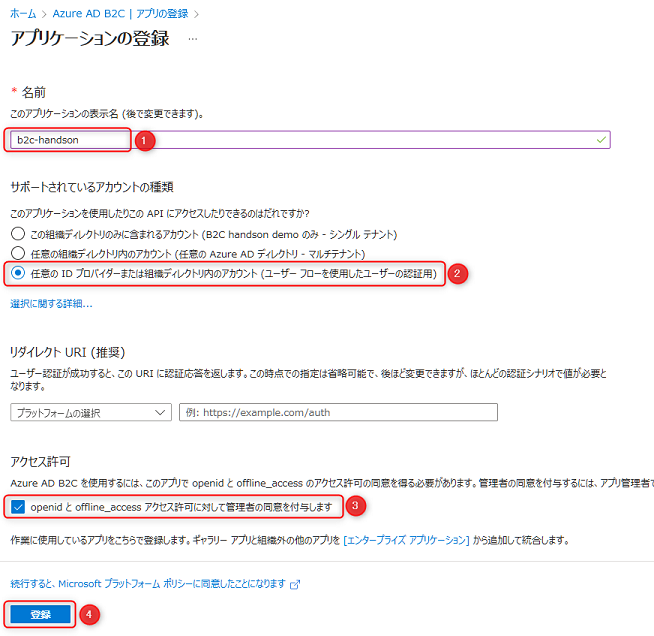 ホーム > Azure AD B2C | アプリの登録 >
アプリケーションの登録 …
* 名前
このアプリケーションの表示名 (後で変更できます)。
b2c-handson
1
サポートされているアカウントの種類
このアプリケーションを使用したりこの API にアクセスしたりできるのはだれですか?
この組織ディレクトリのみに含まれるアカウント (B2C handson demo のみ - シングル テナント)
任意の組織ディレクトリ内のアカウント (任意の Azure AD ディレクトリ - マルチテナント)
任意の ID プロバイダーまたは組織ディレクトリ内のアカウント (ユーザー フローを使用したユーザーの認証用)
2
選択に関する詳細...
リダイレクト URI (推奨)
ユーザー認証が成功すると、この URI に認証応答を返します。この時点での指定は省略可能で、後ほど変更できますが、ほとんどの認証シナリオで値が必要と
なります。
プラットフォームの選択
例: https://example.com/auth
アクセス許可
Azure AD B2C を使用するには、このアプリで openid と offline_access のアクセス許可の同意を得る必要があります。管理者の同意を付与するには、アプリ管理者で
openid と offline_access アクセス許可に対して管理者の同意を付与します
3
作業に使用しているアプリをこちらで登録します。ギャラリー アプリと組織外の他のアプリを [エンタープライズ アプリケーション] から追加して統合します。
続行すると、Microsoft プラットフォーム ポリシーに同意したことになります
登録
4